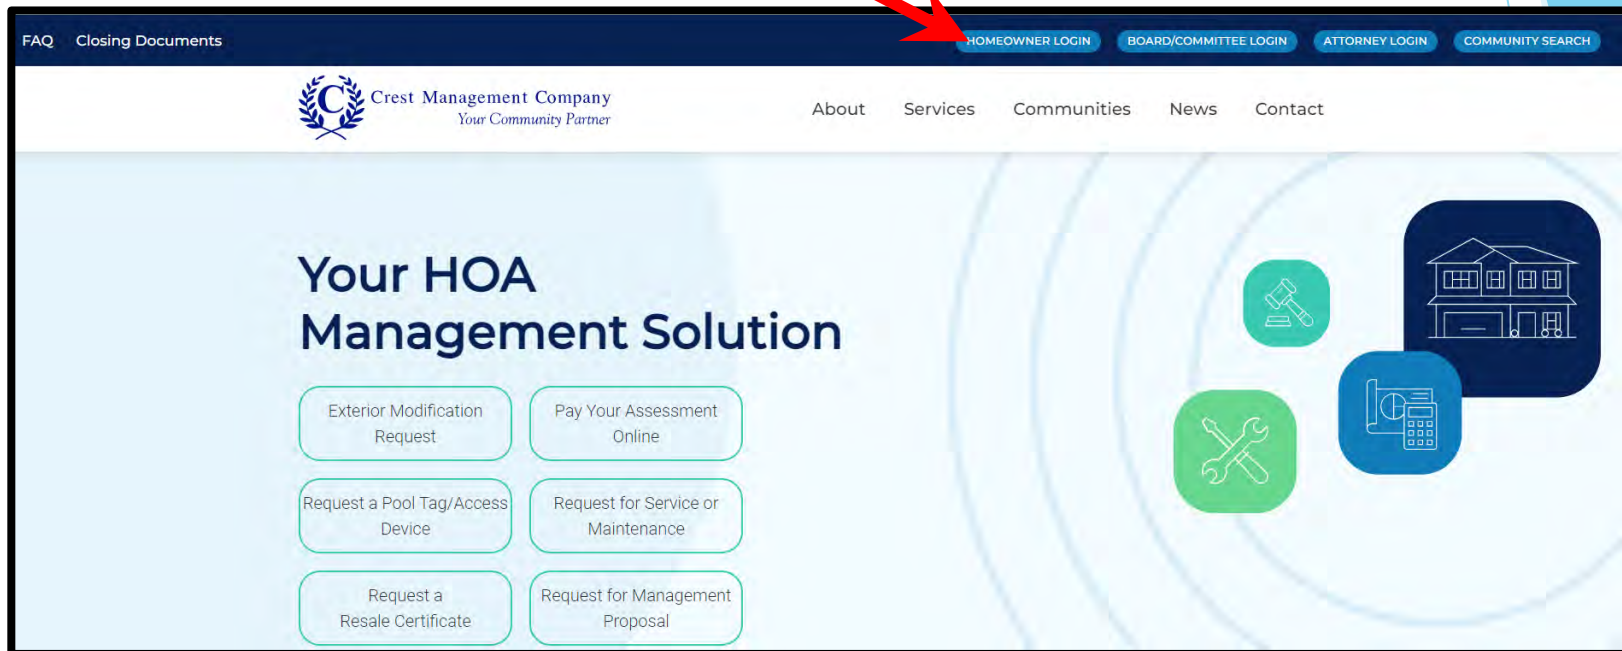 FAQ Closing Documents HOMEOWNER LOGIN BOARD/COMMITTEE LOGIN ATTORNEY LOGIN COMMUNITY SEARCH
C Crest Management Company
Your Community Partner
About Services Communities News Contact
Your HOA
Management Solution
Exterior Modification
Request
Pay Your Assessment
Online
Request a Pool Tag/Access
Device
Request for Service or
Maintenance
Request a
Resale Certificate
Request for Management
Proposal